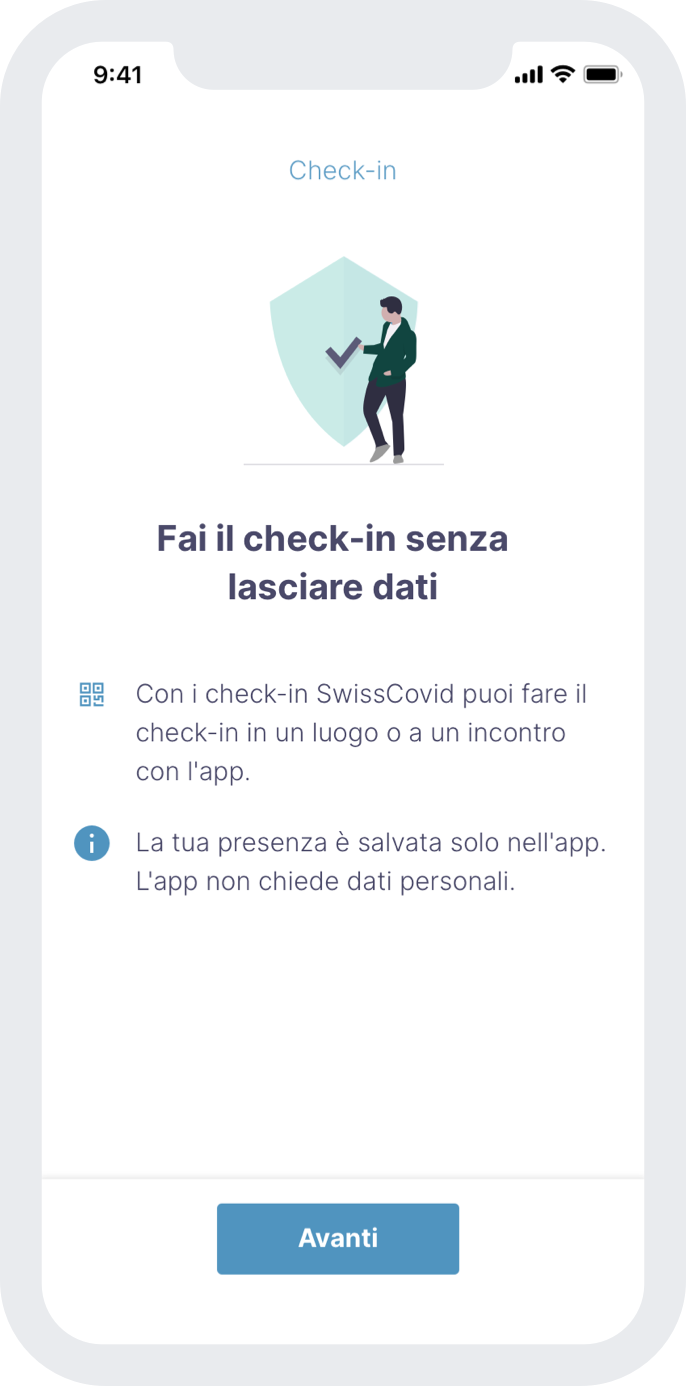 9:41
Check-in
Fai il check-in senza
lasciare dati
Con i check-in SwissCovid puoi fare il
check-in in un luogo o a un incontro
con l'app.
La tua presenza è salvata solo nell'app.
L'app non chiede dati personali.
Avanti